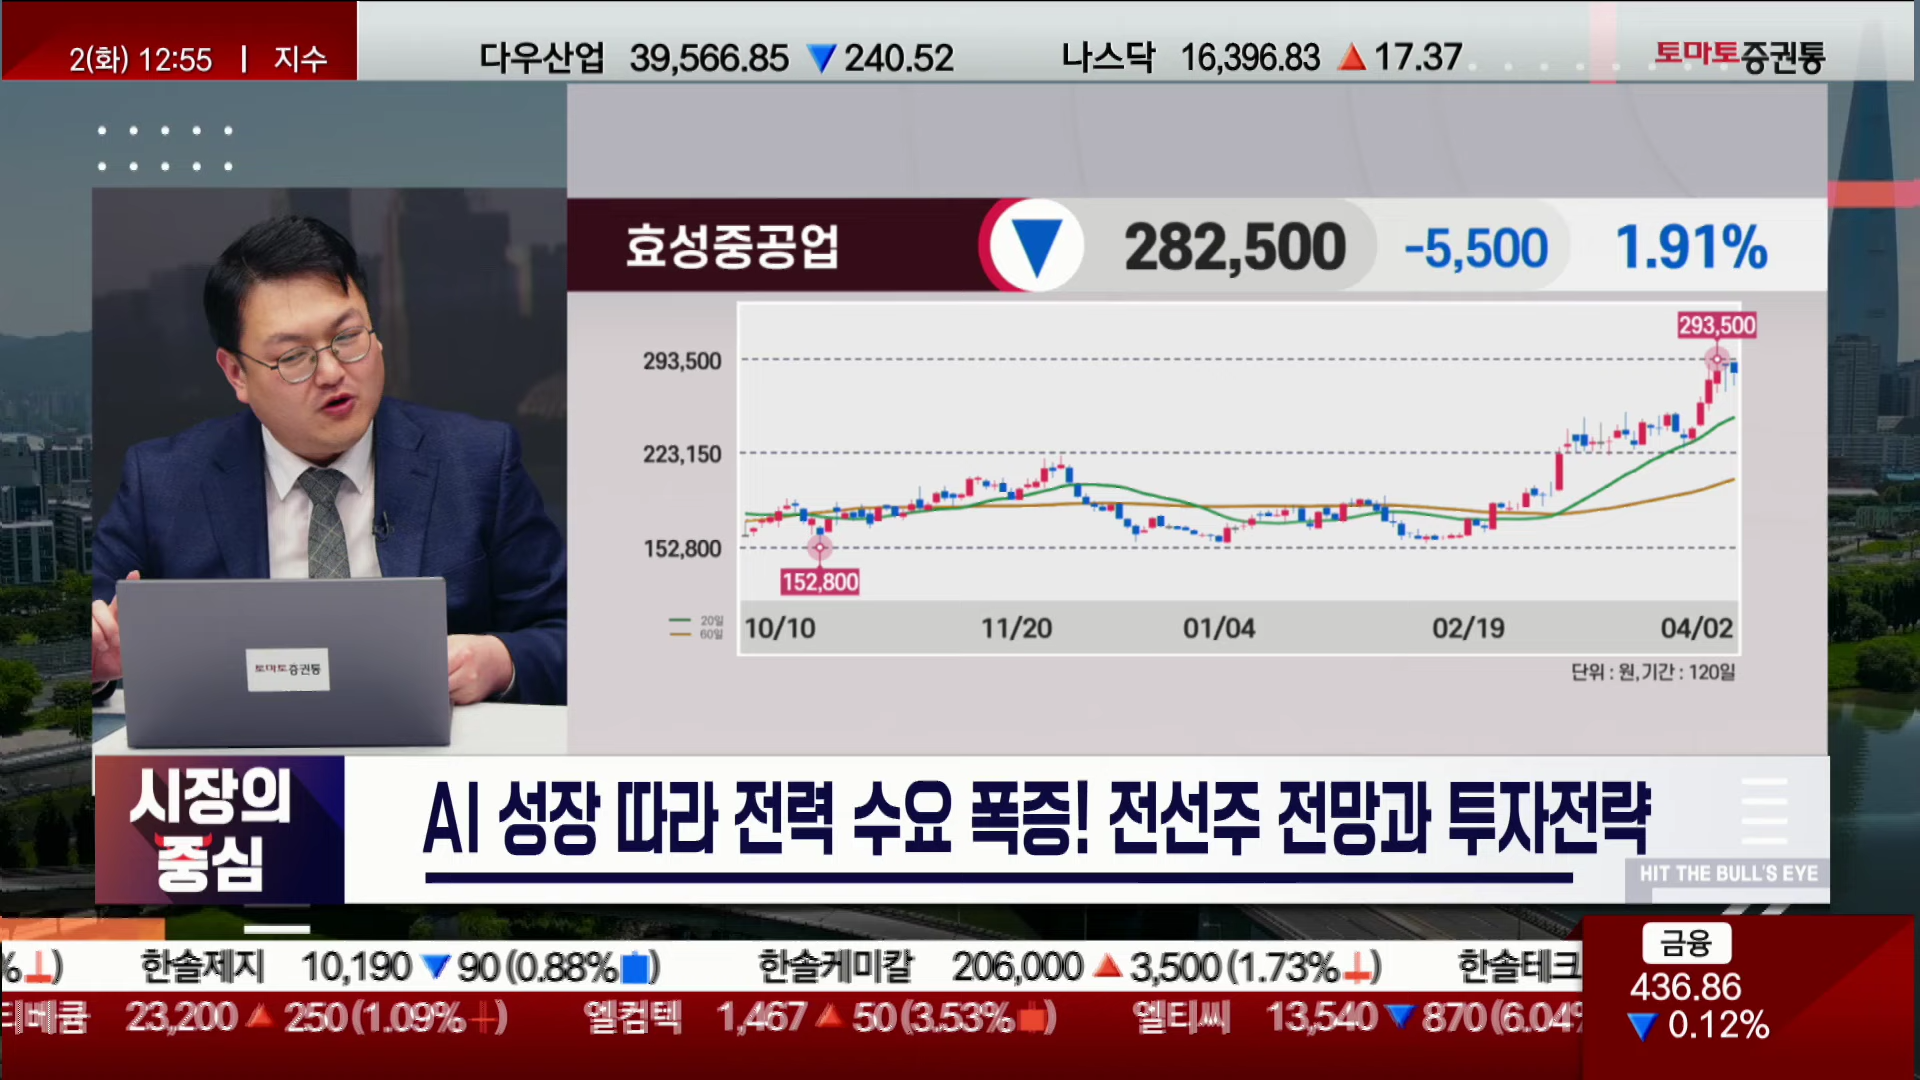 2(화) 12:55 | 지수
다우산업 39,566.85 ▼ 240.52 나스닥 16,396.83 ▲ 17.37
토마토증권통
효성중공업 ▼ 282,500 -5,500 1.91%
293,500
293,500
223,150
152,800
152,800
20일
60일
10/10 11/20 01/04 02/19 04/02
단위 : 원, 기간 : 120일
토마토증권통
시장의
중심
AI 성장 따라 전력 수요 폭증! 전선주 전망과 투자전략
HIT THE BULL'S EYE
한솔제지 10,190 ▼ 90 (0.88%) 한솔케미칼 206,000 ▲ 3,500 (1.73%) 한솔테크
23,200 ▲ 250 (1.09%) 엘컴텍 1,467 ▲ 50 (3.53%) 엘티씨 13,540 ▼ 870 (6.04%
금융
436.86
▼ 0.12%